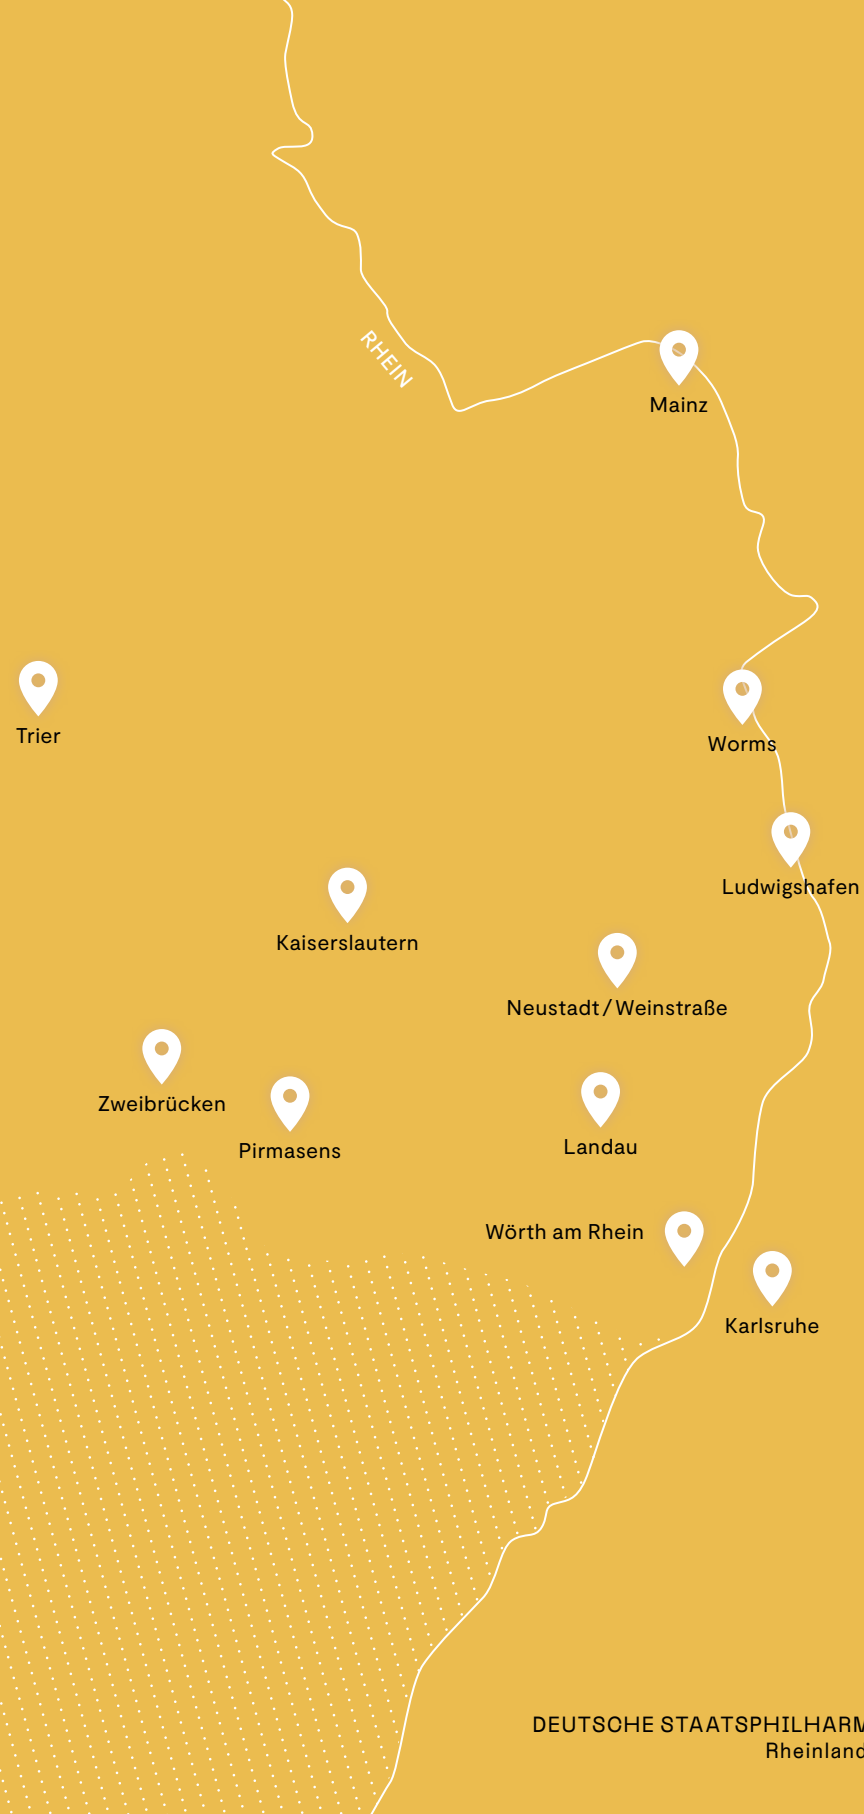 RHEIN
Mainz
Trier
Worms
Ludwigshafen
Kaiserslautern
Neustadt / Weinstraße
Zweibrücken
Pirmasens
Landau
Wörth am Rhein
Karlsruhe
DEUTSCHE STAATSPHILHARM
Rheinland